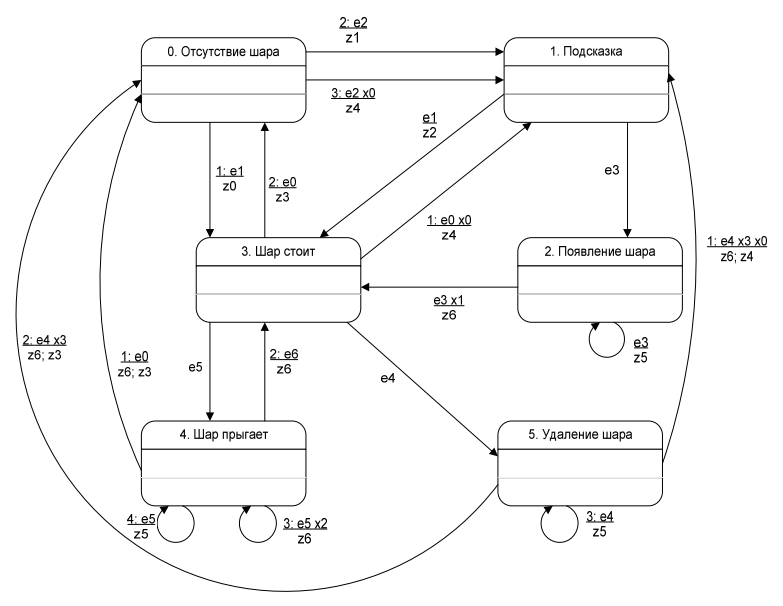 2: e2
z1
0. Отсутствие шара
1. Подсказка
3: e2 x0
z4
e1
z2
1: e1
z0
2: e0
z3
e3
1: e0 x0
z4
3. Шар стоит
2. Появление шара
1: e4 x3 x0
z6; z4
e3 x1
z6
2: e4 x3
z6; z3
1: e0
z6; z3
e5
2: e6
z6
e3
z5
e4
4. Шар прыгает
5. Удаление шара
4: e5
z5
3: e5 x2
z6
3: e4
z5